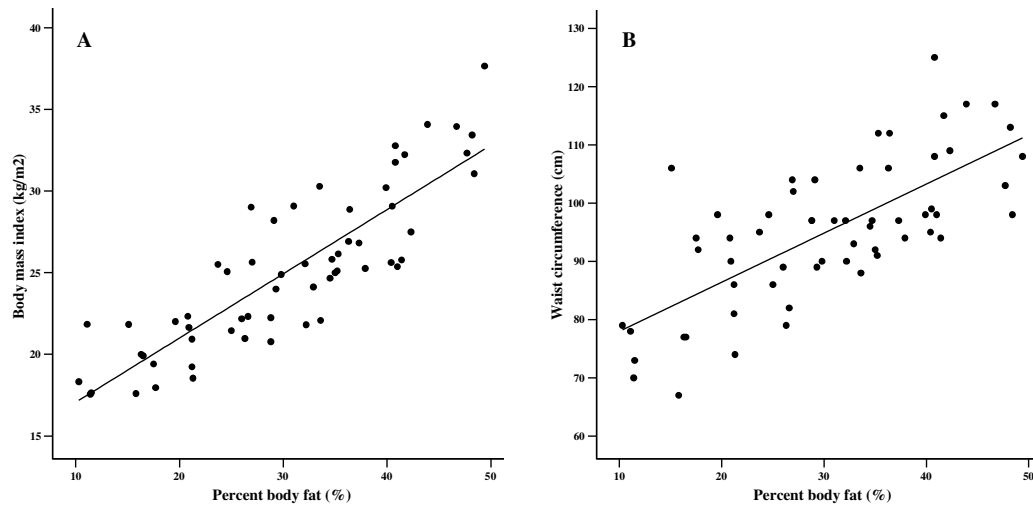 A
40
35
30
25
20
15
Body mass index (kg/m2)
10 20 30 40 50
Percent body fat (%)
B
130
120
110
100
90
80
70
60
Waist circumference (cm)
10 20 30 40 50
Percent body fat (%)